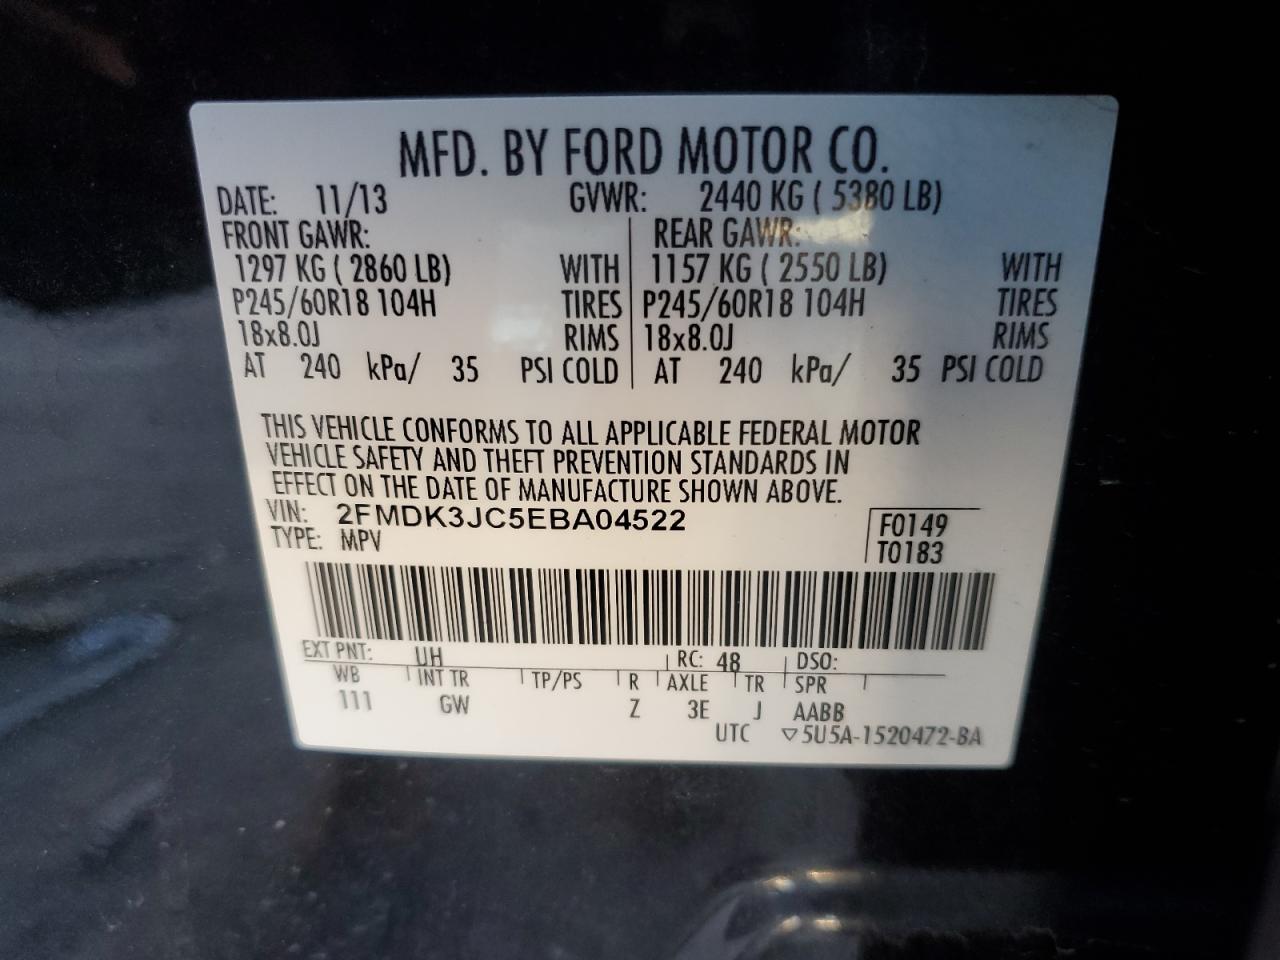 MFD. BY FORD MOTOR CO.
DATE: 11/13 GVWR: 2440 KG ( 5380 LB)
FRONT GAWR: REAR GAWR:
1297 KG ( 2860 LB) WITH 1157 KG ( 2550 LB) WITH
P245/60R18 104H TIRES P245/60R18 104H TIRES
18x8.0J RIMS 18x8.0J RIMS
AT 240 kPa/ 35 PSI COLD AT 240 kPa/ 35 PSI COLD
THIS VEHICLE CONFORMS TO ALL APPLICABLE FEDERAL MOTOR
VEHICLE SAFETY AND THEFT PREVENTION STANDARDS IN
EFFECT ON THE DATE OF MANUFACTURE SHOWN ABOVE.
VIN: 2FMDK3JC5EBA04522 F0149
TYPE: MPV T0183
EXT PNT: UH RC: 48 DSO:
WB INT TR TP/PS R AXLE TR SPR
111 GW Z 3E J AABB
UTC ▽5U5A-1520472-BA